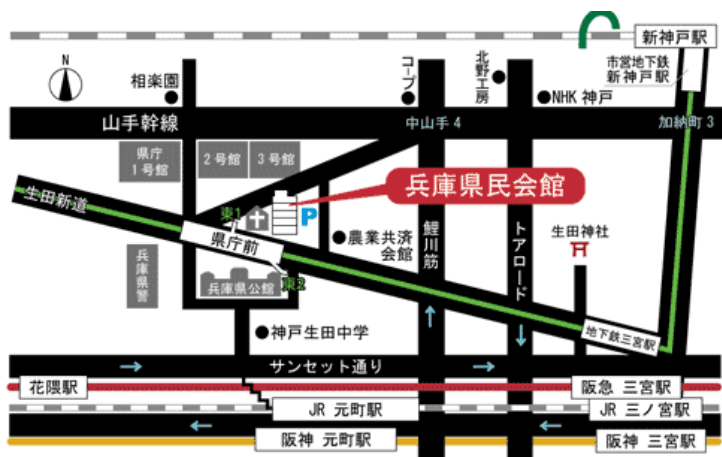 新神戸駅
市営地下鉄
新神戸駅
N
相楽園
コープ
北野工房
NHK 神戸
山手幹線
中山手 4
加納町 3
県庁
1 号館
2 号館
3 号館
兵庫県民会館
生田新道
東1
P
県庁前
農業共済
会館
鯉川筋
トアロード
生田神社
兵庫県警
兵庫県公館
東2
神戸生田中学
地下鉄三宮駅
サンセット通り
花隈駅
阪急 三宮駅
JR 元町駅
JR 三ノ宮駅
阪神 元町駅
阪神 三宮駅